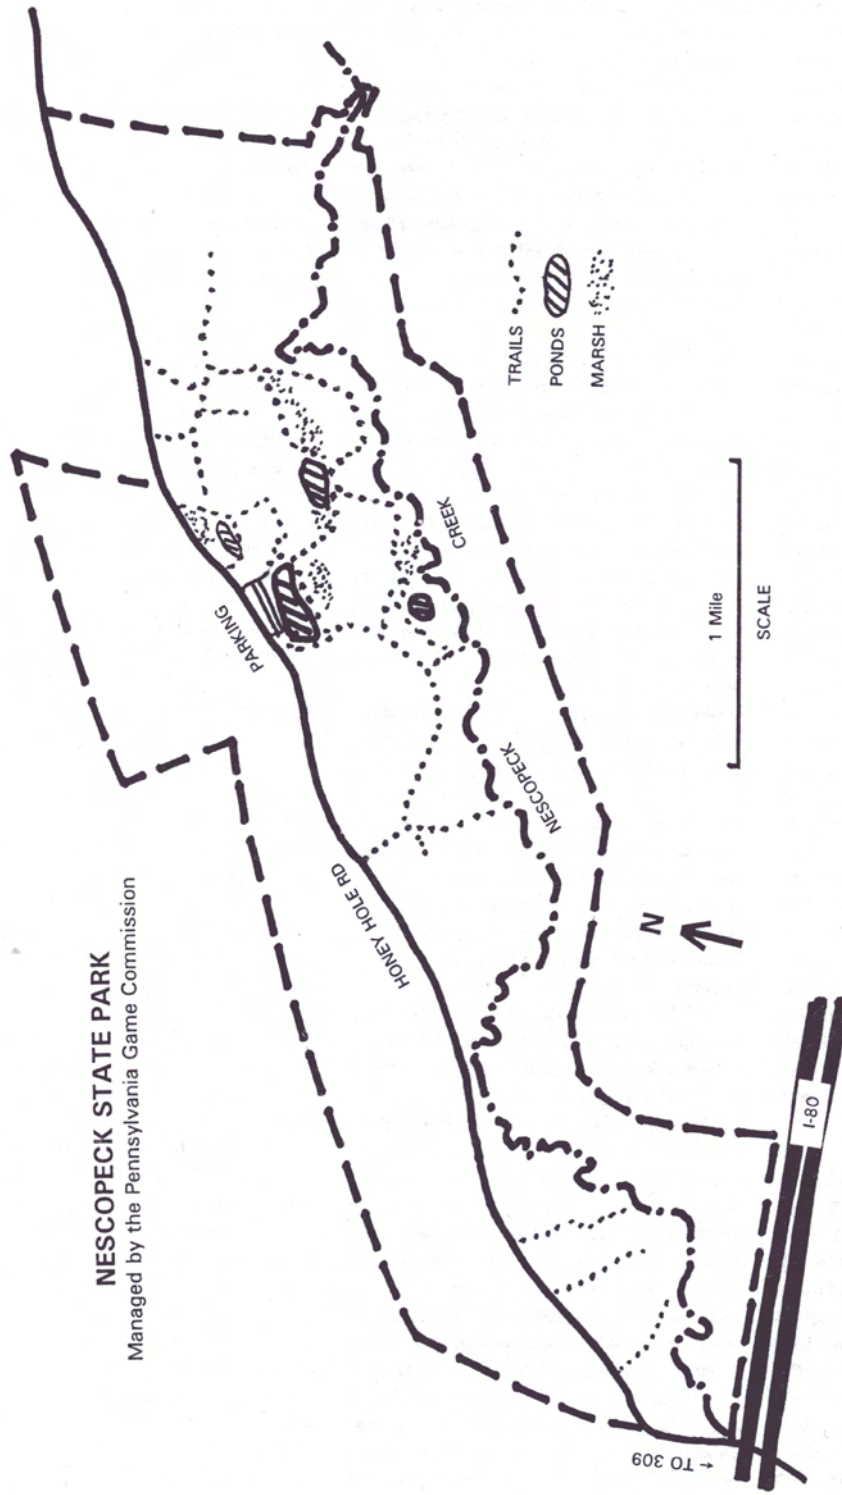 NESCOPECK STATE PARK
Managed by the Pennsylvania Game Commission
PARKING
HONEY HOLE RD
NESCOPECK
CREEK
TRAILS
PONDS
MARSH
1 Mile
SCALE
N
I-80
← TO 309